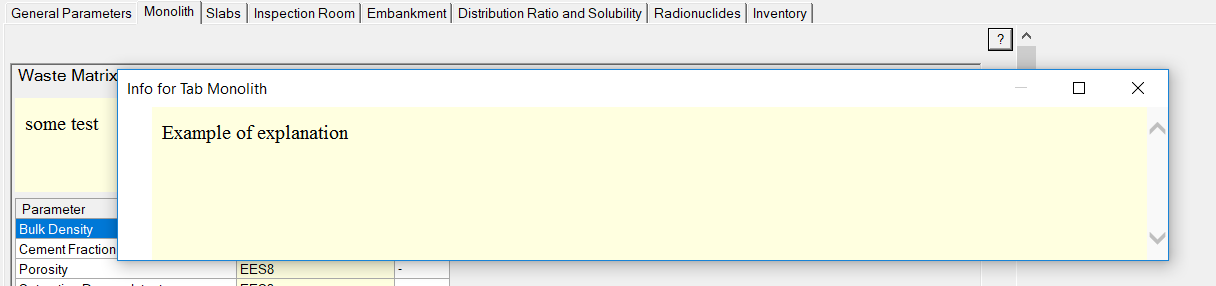 General Parameters Monolith Slabs Inspection Room Embankment Distribution Ratio and Solubility Radionuclides Inventory
?
Waste Matrix
Info for Tab Monolith
some test
Example of explanation
Parameter
Bulk Density
Cement Fraction
Porosity EES8 -